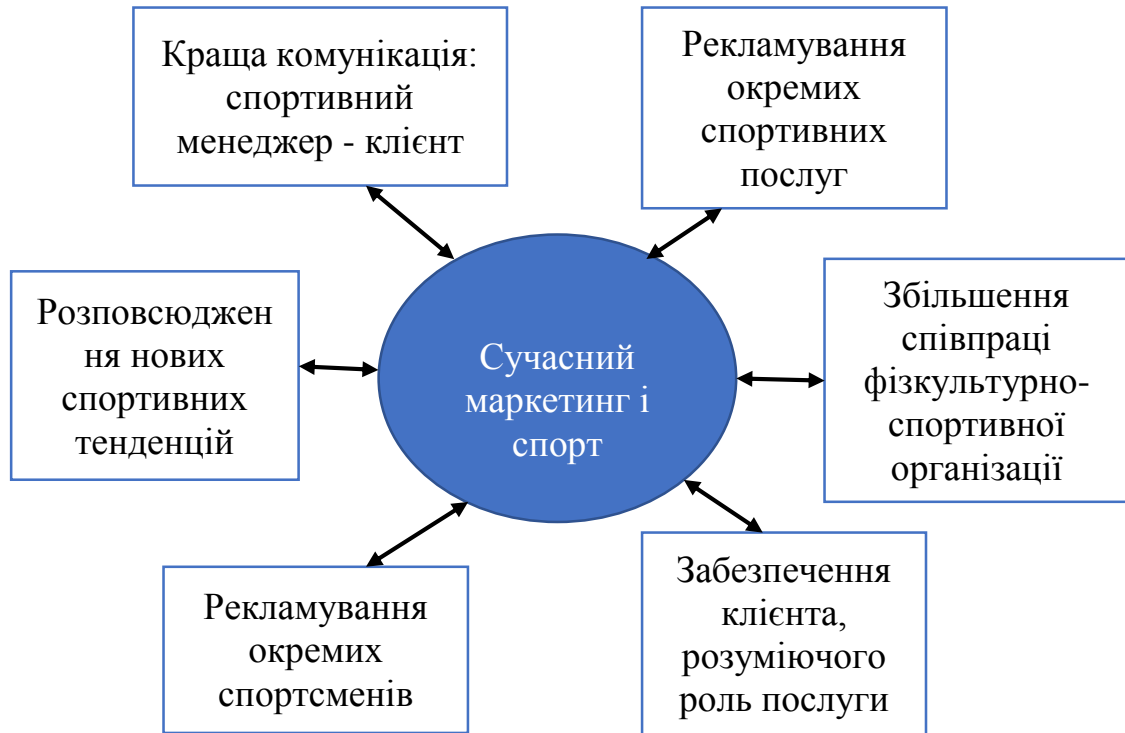 Краща комунікація:
спортивний
менеджер - клієнт
Рекламування
окремих
спортивних
послуг
Розповсюджен
ня нових
спортивних
тенденцій
Сучасний
маркетинг і
спорт
Збільшення
співпраці
фізкультурно-
спортивної
організації
Рекламування
окремих
спортсменів
Забезпечення
клієнта,
розуміючого
роль послуги